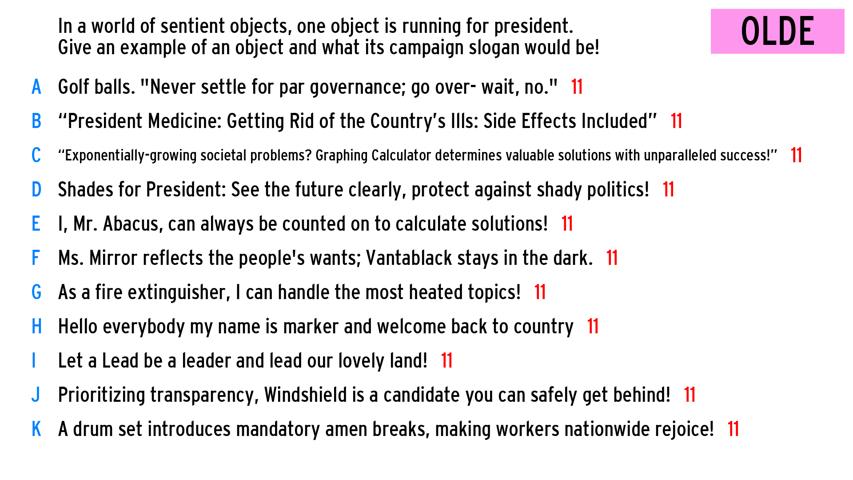 In a world of sentient objects, one object is running for president.
Give an example of an object and what its campaign slogan would be!
OLDE
A Golf balls. "Never settle for par governance; go over- wait, no." 11
B “President Medicine: Getting Rid of the Country’s Ills: Side Effects Included” 11
C “Exponentially-growing societal problems? Graphing Calculator determines valuable solutions with unparalleled success!” 11
D Shades for President: See the future clearly, protect against shady politics! 11
E I, Mr. Abacus, can always be counted on to calculate solutions! 11
F Ms. Mirror reflects the people's wants; Vantablack stays in the dark. 11
G As a fire extinguisher, I can handle the most heated topics! 11
H Hello everybody my name is marker and welcome back to country 11
I Let a Lead be a leader and lead our lovely land! 11
J Prioritizing transparency, Windshield is a candidate you can safely get behind! 11
K A drum set introduces mandatory amen breaks, making workers nationwide rejoice! 11